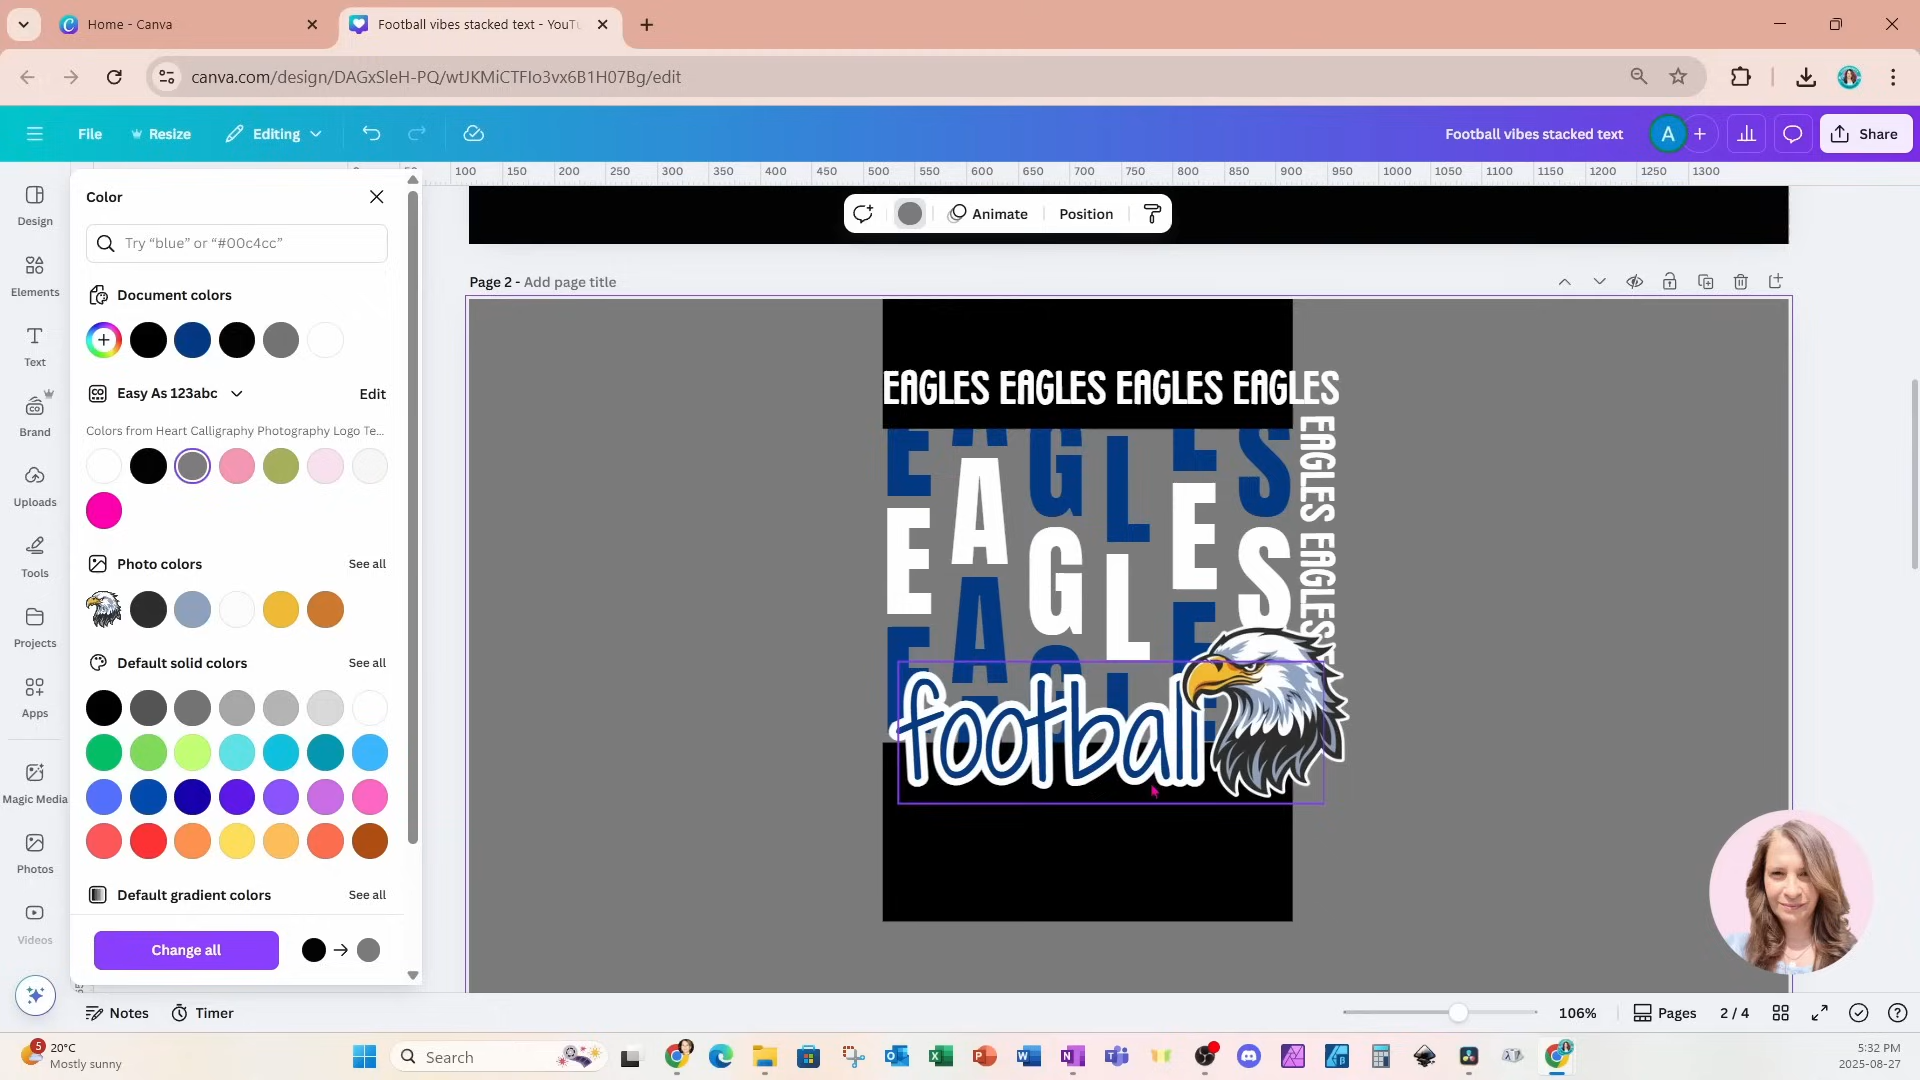 Home - Canva
Football vibes stacked text - YouTu
canva.com/design/DAGxSleH-PQ/wtJKMiCTFIo3vx6B1H07Bg/edit
File
Resize
Editing
Football vibes stacked text
A
Share
100 150 200 250 300 350 400 450 500 550 600 650 700 750 800 850 900 950 1000 1050 1100 1150 1200 1250 1300
Design
Elements
Text
Brand
Uploads
Tools
Projects
Apps
Magic Media
Photos
Videos
Color
Try “blue” or “#00c4cc”
Document colors
Easy As 123abc
Edit
Colors from Heart Calligraphy Photography Logo Te...
Photo colors
See all
Default solid colors
See all
Default gradient colors
See all
Change all
Animate
Position
Page 2 - Add page title
EAGLES EAGLES EAGLES EAGLES
EAGLES EAGLES
EAGLES
EAGLES
EAGLE
football
Notes
Timer
106%
Pages
2 / 4
5
20°C
Mostly sunny
Search
5:32 PM
2025-08-27